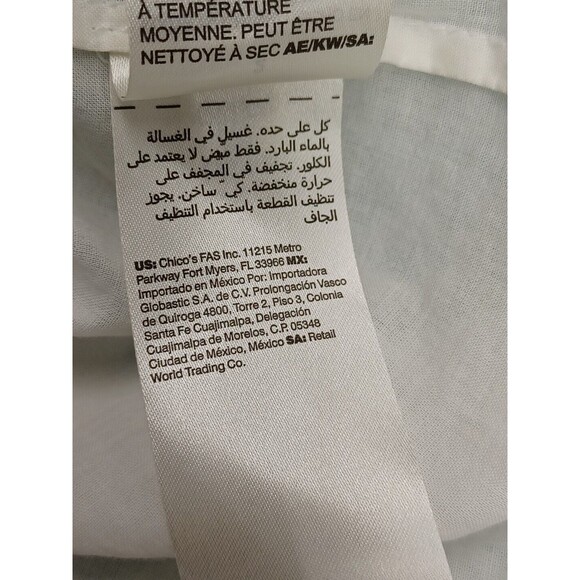 À TEMPÉRATURE
MOYENNE. PEUT ÊTRE
NETTOYÉ À SEC AE/KW/SA:
كل على حده. غسيل في الغسالة
بالماء البارد. فقط مبيض لا يعتمد على
الكلور. تجفيف في المجفف على
حرارة منخفضة. كي ساخن. يجوز
تنظيف القطعة باستخدام التنظيف
الجاف
US: Chico's FAS Inc. 11215 Metro
Parkway Fort Myers, FL 33966 MX:
Importado en México Por: Importadora
Globastic S.A. de C.V. Prolongación Vasco
de Quiroga 4800, Torre 2, Piso 3, Colonia
Santa Fe Cuajimalpa, Delegación
Cuajimalpa de Morelos, C.P. 05348
Ciudad de México, México SA: Retail
World Trading Co.